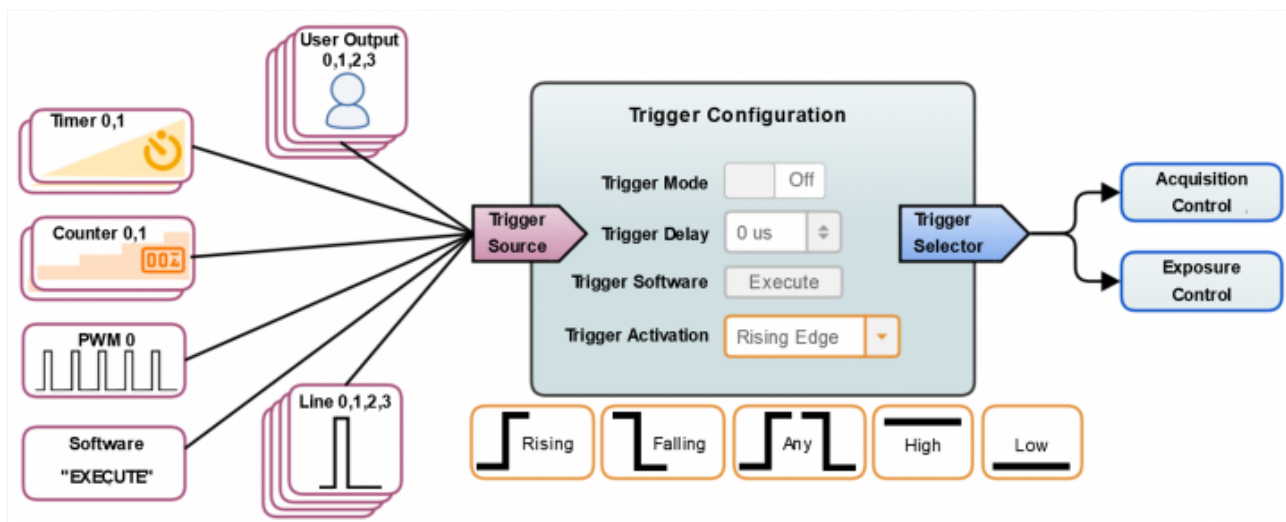 User Output
0,1,2,3
Timer 0,1
Counter 0,1
PWM 0
Software
"EXECUTE"
Line 0,1,2,3
Trigger
Source
Trigger Configuration
Trigger Mode
Off
Trigger Delay
0 us
Trigger Software
Execute
Trigger Activation
Rising Edge
Trigger
Selector
Acquisition
Control
Exposure
Control
Rising
Falling
Any
High
Low